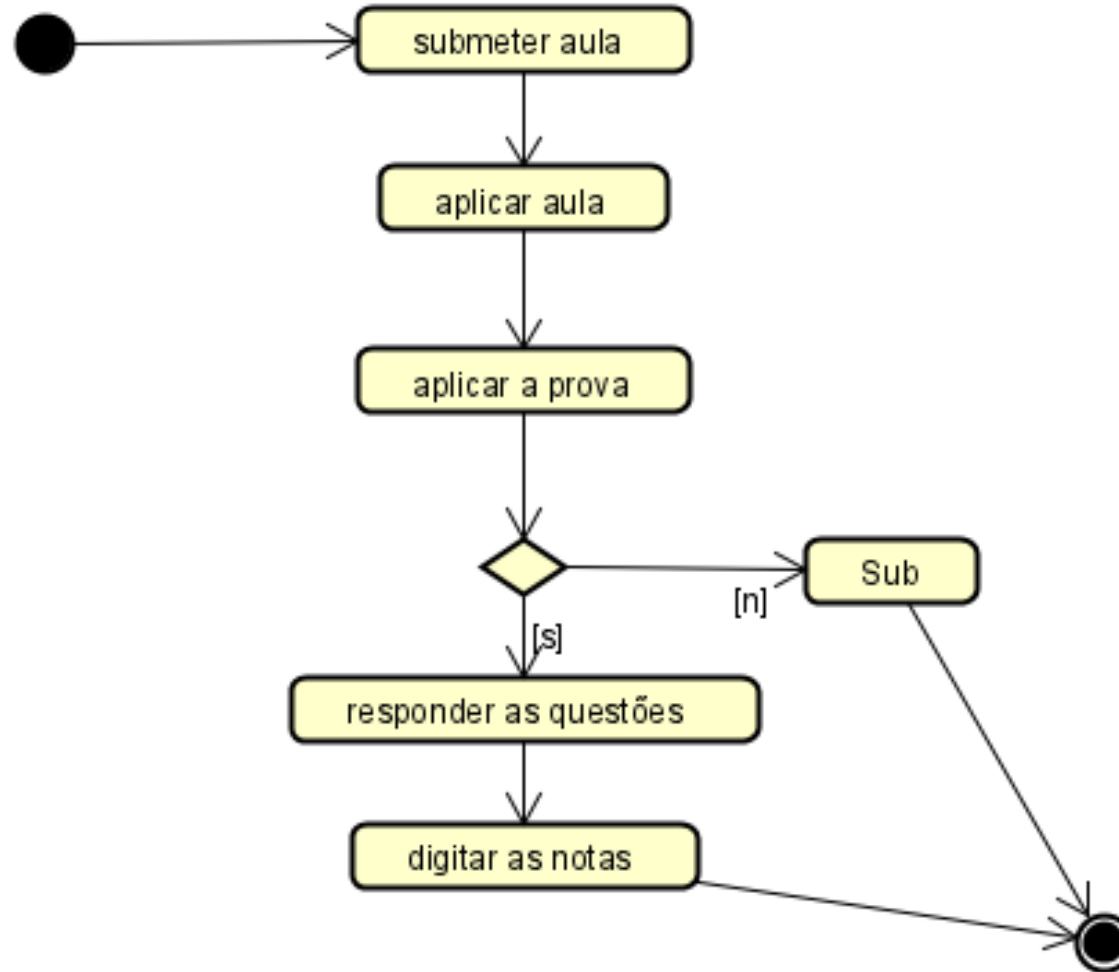 submeter aula
aplicar aula
aplicar a prova
Sub
[n]
[s]
responder as questões
digitar as notas